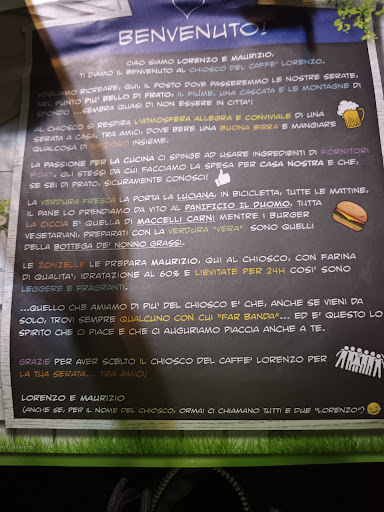 BENVENUTO!
CIAO SIAMO LORENZO E MAURIZIO,
TI DIAMO IL BENVENUTO AL CHIOSCO DEL CAFFE' LORENZO.
VOGLIAMO RICREARE, QUI, IL POSTO DOVE PASSEREMMO LE NOSTRE SERATE,
NEL PUNTO PIU' BELLO DI PRATO: IL FIUME, UNA CASCATA E LE MONTAGNE DI
SFONDO ...SEMBRA QUASI DI NON ESSERE IN CITTA'!
AL CHIOSCO SI RESPIRA L'ATMOSFERA ALLEGRA E CONVIVIALE DI UNA
SERATA A CASA, TRA AMICI, DOVE BERE UNA BUONA BIRRA E MANGIARE
QUALCOSA DI SFIZIOSO INSIEME.
LA PASSIONE PER LA CUCINA CI SPINGE AD USARE INGREDIENTI DI FORNITORI
FIDATI, GLI STESSI DA CUI FACCIAMO LA SPESA PER CASA NOSTRA E CHE,
SE SEI DI PRATO, SICURAMENTE CONOSCI!
LA VERDURA FRESCA LA PORTA LA LUCIANA, IN BICICLETTA, TUTTE LE MATTINE,
IL PANE LO PRENDIAMO DA VITO AL PANIFICIO IL DUOMO, TUTTA
LA CICCIA E' QUELLA DI MACCELLI CARNI MENTRE I BURGER
VEGETARIANI, PREPARATI CON LA VERDURA "VERA", SONO QUELLI
DELLA BOTTEGA DE' NONNO GRASSI.
LE ZONZELLE LE PREPARA MAURIZIO, QUI AL CHIOSCO, CON FARINA
DI QUALITA', IDRATAZIONE AL 60% E LIEVITATE PER 24H COSI' SONO
LEGGERE E FRAGRANTI.
...QUELLO CHE AMIAMO DI PIU' DEL CHIOSCO E' CHE, ANCHE SE VIENI DA
SOLO, TROVI SEMPRE QUALCUNO CON CUI "FAR BANDA"... ED E' QUESTO LO
SPIRITO CHE CI PIACE E CHE CI AUGURIAMO PIACCIA ANCHE A TE.
GRAZIE PER AVER SCELTO IL CHIOSCO DEL CAFFE' LORENZO PER
LA TUA SERATA... TRA AMICI!
LORENZO E MAURIZIO
(ANCHE SE, PER IL NOME DEL CHIOSCO, ORMAI CI CHIAMANO TUTTI E DUE "LORENZO"!)